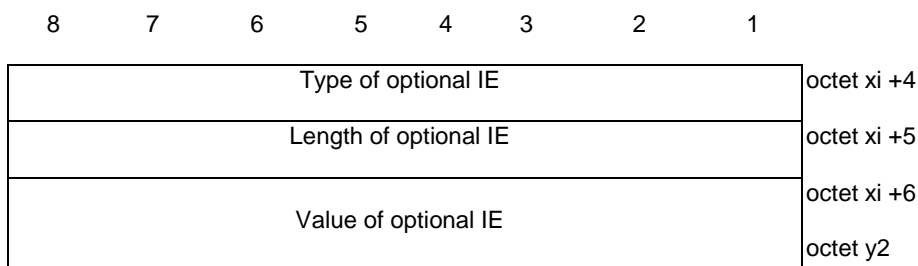 8 7 6 5 4 3 2 1
Type of optional IE octet xi +4
Length of optional IE octet xi +5
octet xi +6
Value of optional IE
octet y2